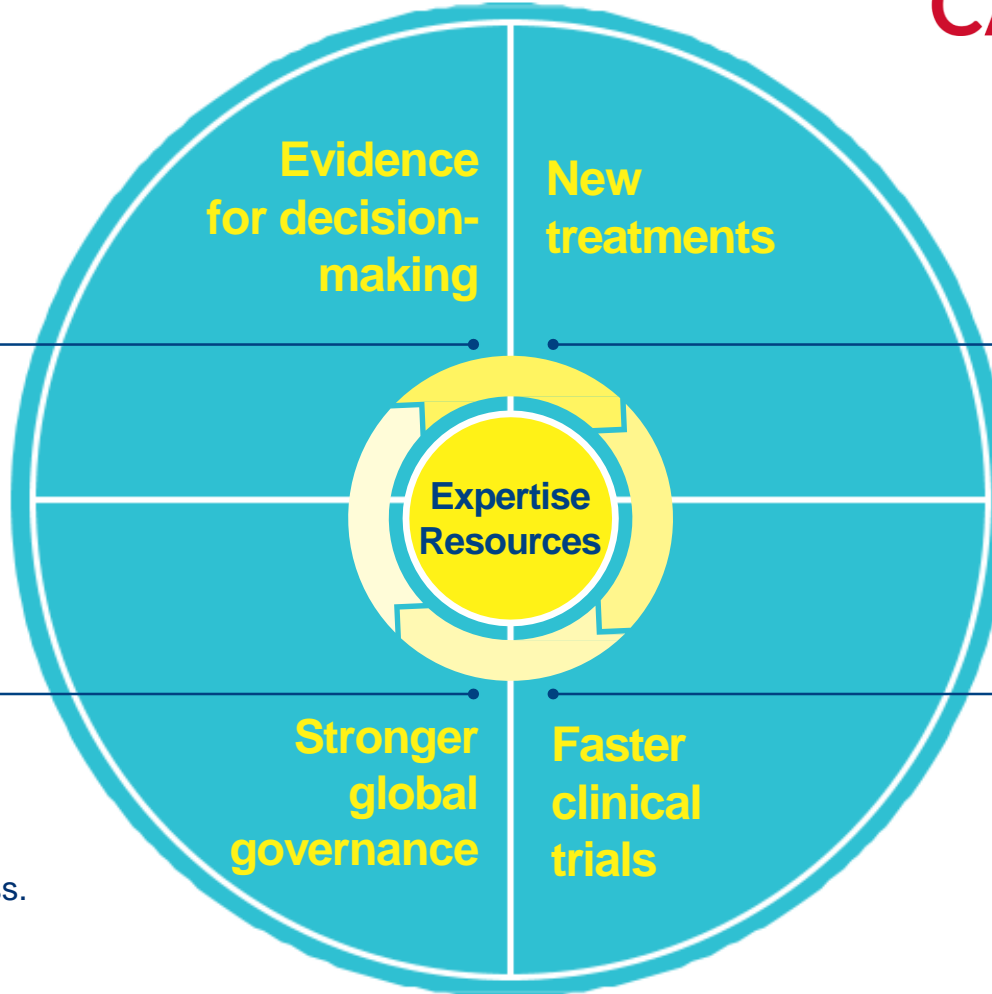 Evidence
for decision-
making
New
treatments
Expertise
Resources
Stronger
global
governance
Faster
clinical
trials